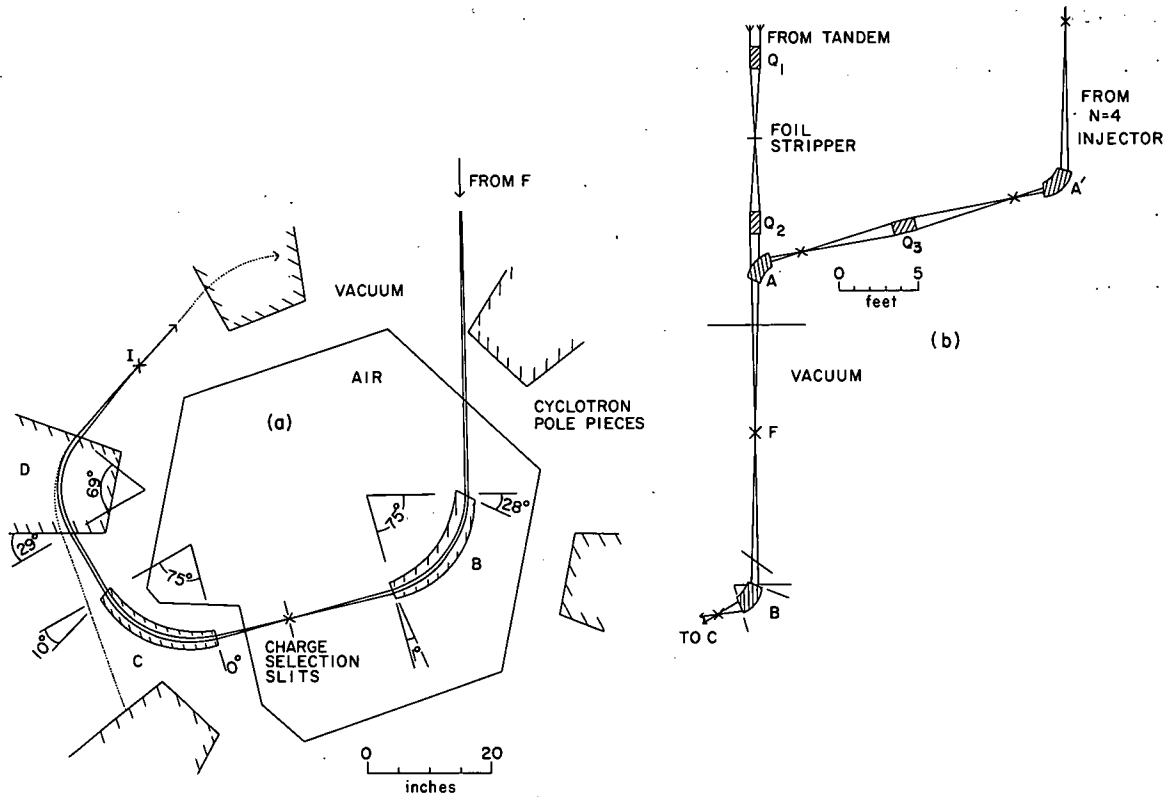 FROM F
VACUUM
I
AIR
(a)
CYCLOTRON
POLE PIECES
D
69°
29°
75°
75°
28°
B
10°
C
0°
CHARGE
SELECTION
SLITS
1°
0 20
inches
FROM TANDEM
Q1
FOIL
STRIPPER
FROM
N=4
INJECTOR
A'
Q2
Q3
A
0 5
feet
(b)
VACUUM
F
B
TO C